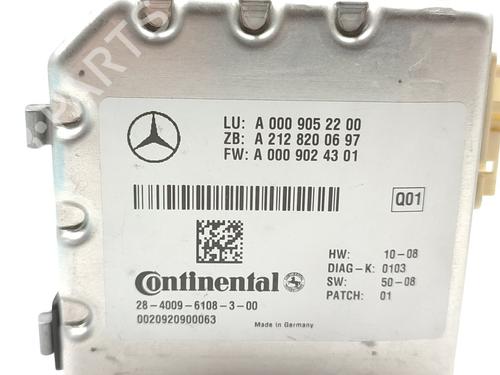 LU: A 000 905 22 00
ZB: A 212 820 06 97
FW: A 000 902 43 01
Q01
Continental
28-4009-6108-3-00
0020920900063
HW: 10-08
DIAG-K: 0103
SW: 50-08
PATCH: 01
Made in Germany